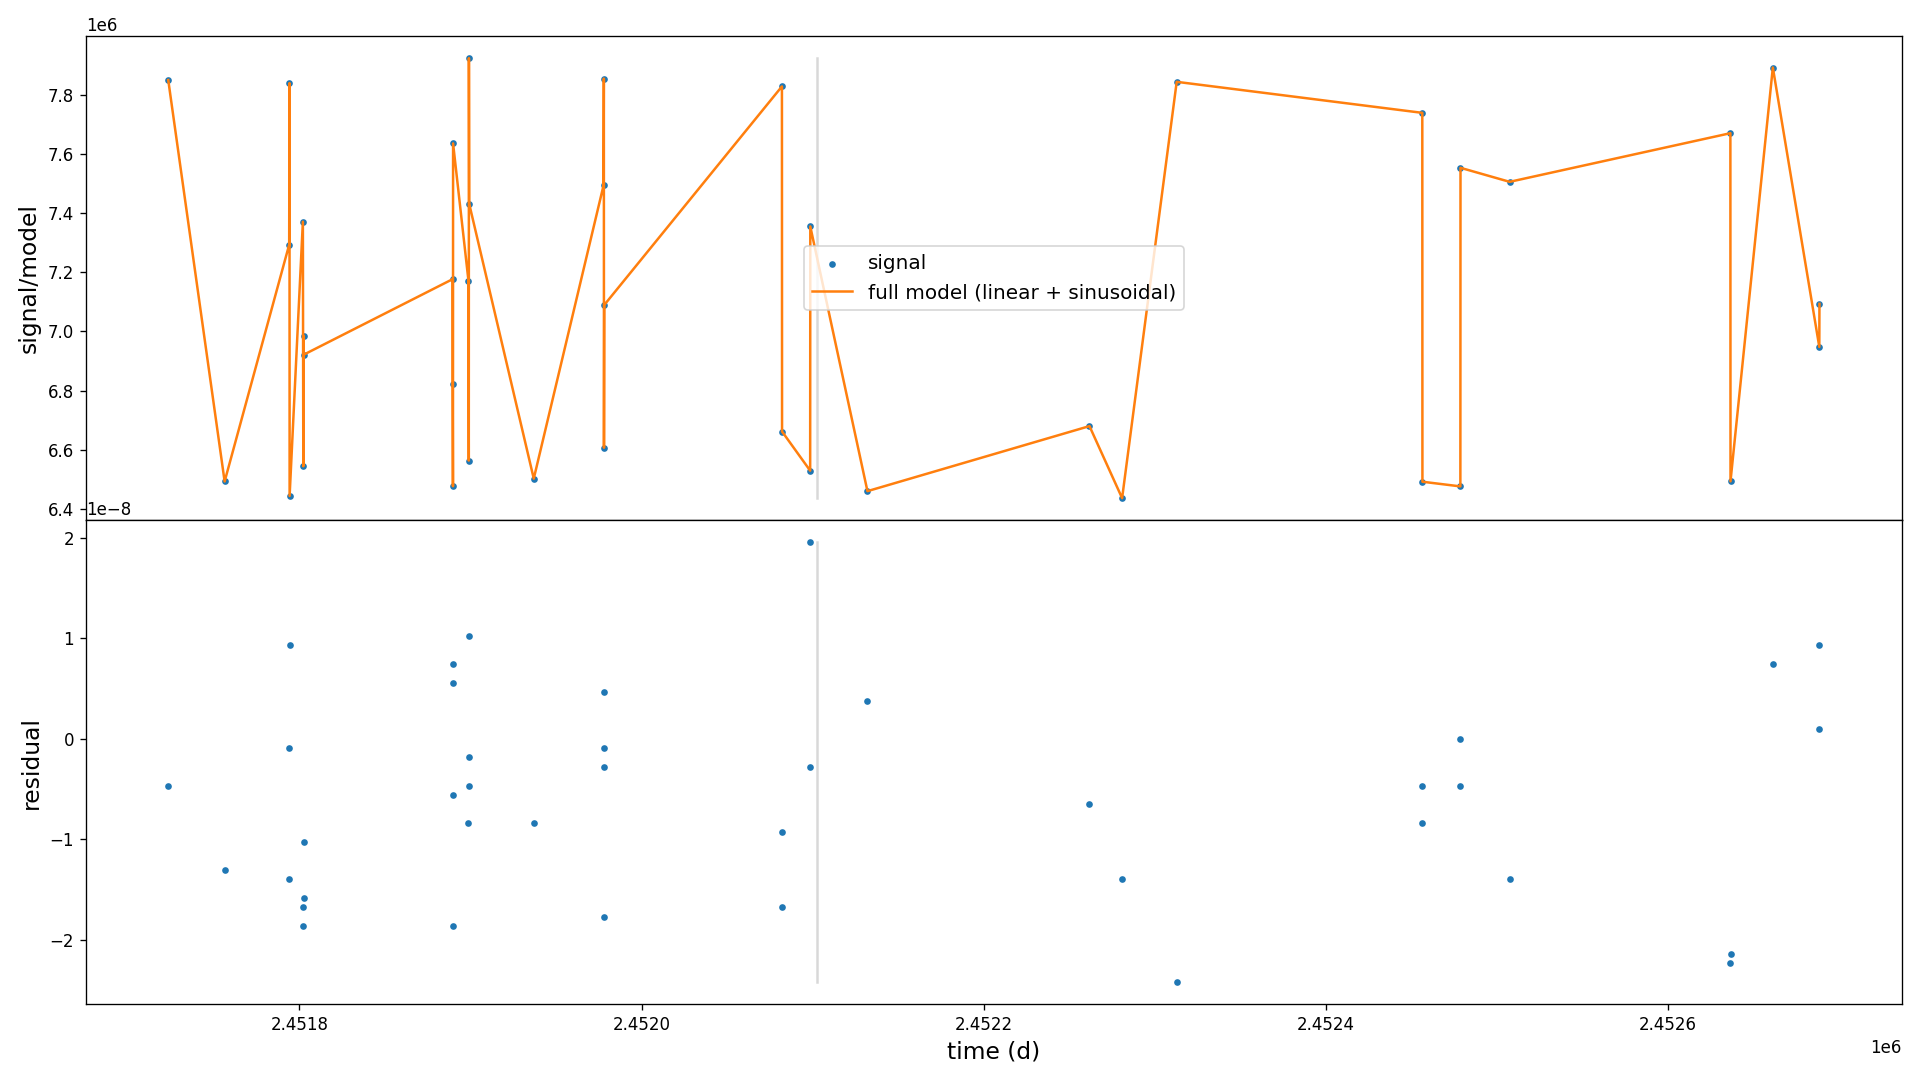 1e6
7.8
7.6
7.4
7.2
7.0
6.8
6.6
6.4
signal/model
signal
full model (linear + sinusoidal)
1e−8
2
1
0
−1
−2
residual
2.4518
2.4520
2.4522
2.4524
2.4526
time (d)
1e6